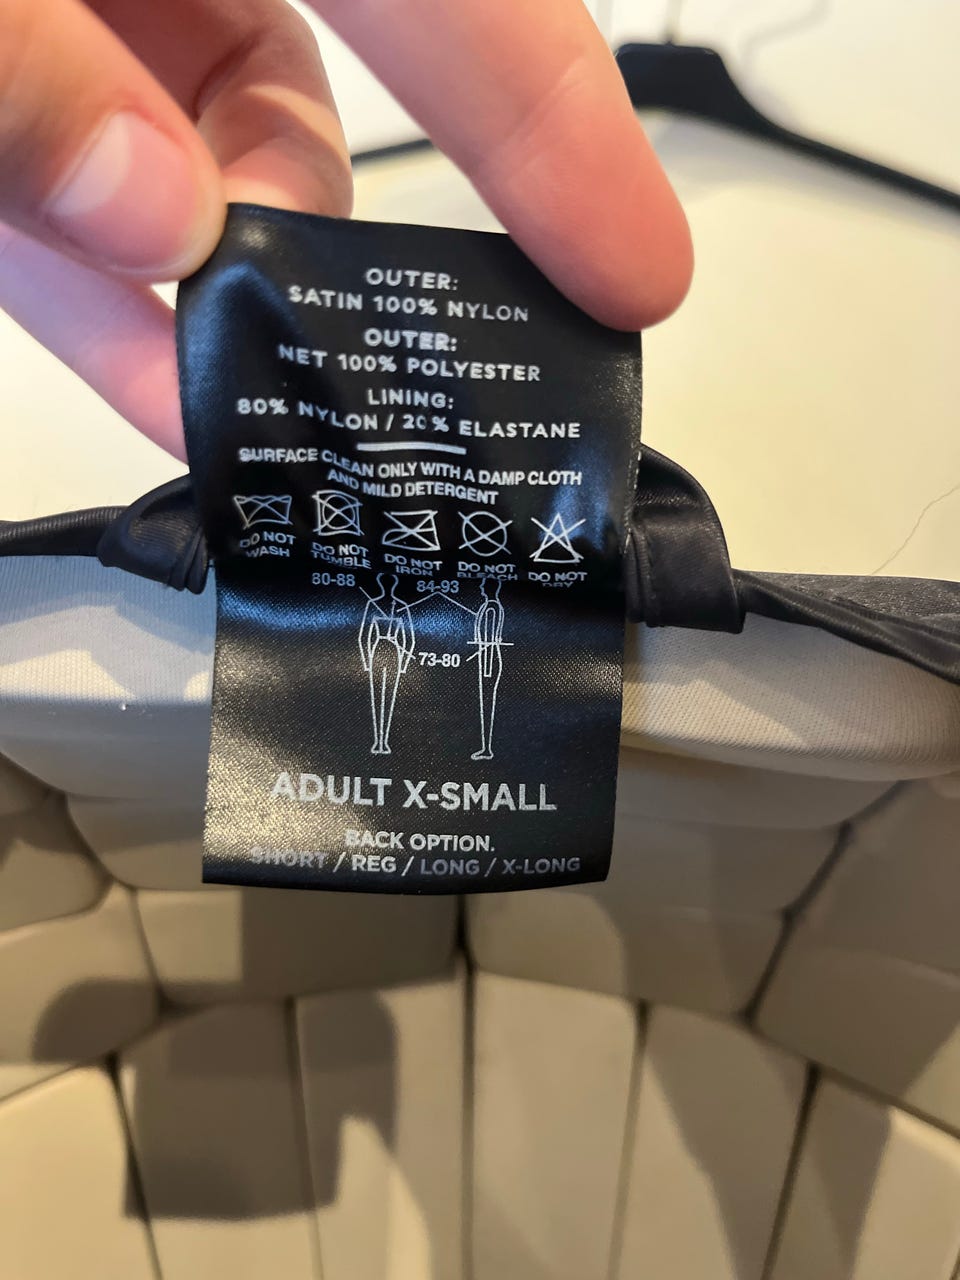 OUTER:
SATIN 100% NYLON
OUTER:
NET 100% POLYESTER
LINING:
80% NYLON / 20% ELASTANE
SURFACE CLEAN ONLY WITH A DAMP CLOTH
AND MILD DETERGENT
DO NOT WASH
DO NOT TUMBLE
DO NOT IRON
DO NOT BLEACH
DO NOT DRY
80-88
84-93
73-80
ADULT X-SMALL
BACK OPTION.
SHORT / REG / LONG / X-LONG